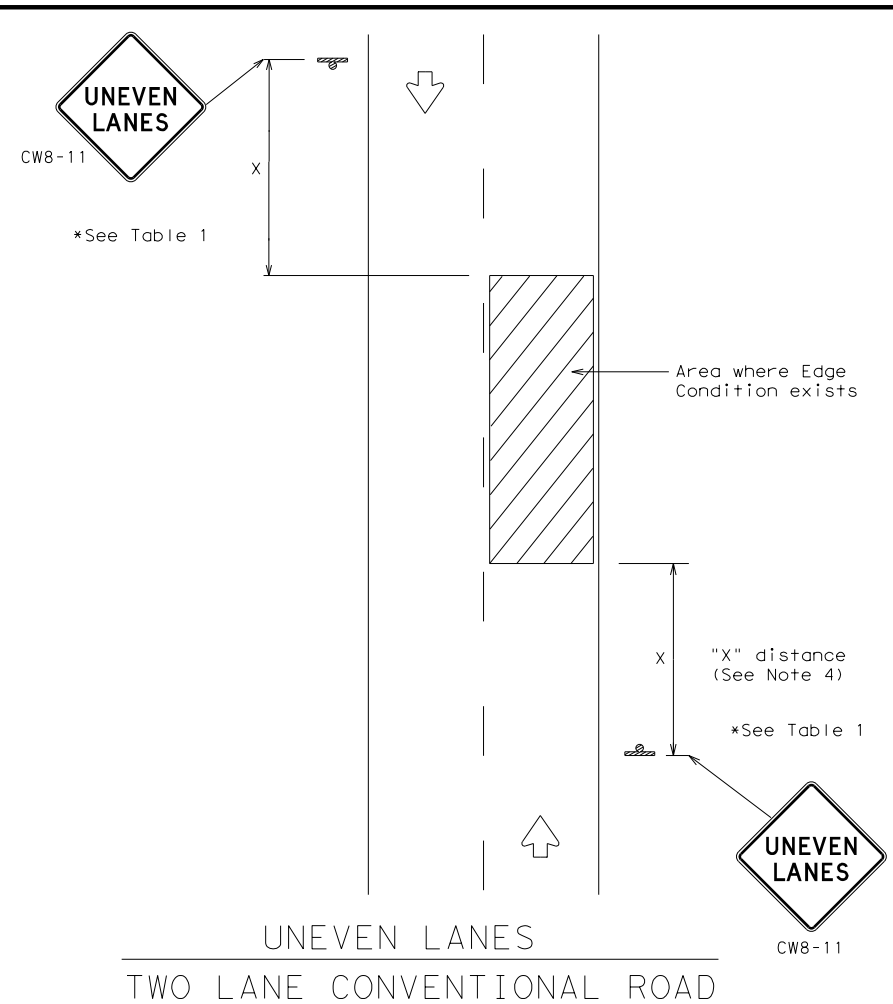 UNEVEN
LANES
CW8-11
X
*See Table 1
Area where Edge
Condition exists
X
"X" distance
(See Note 4)
*See Table 1
UNEVEN
LANES
CW8-11
UNEVEN LANES
TWO LANE CONVENTIONAL ROAD